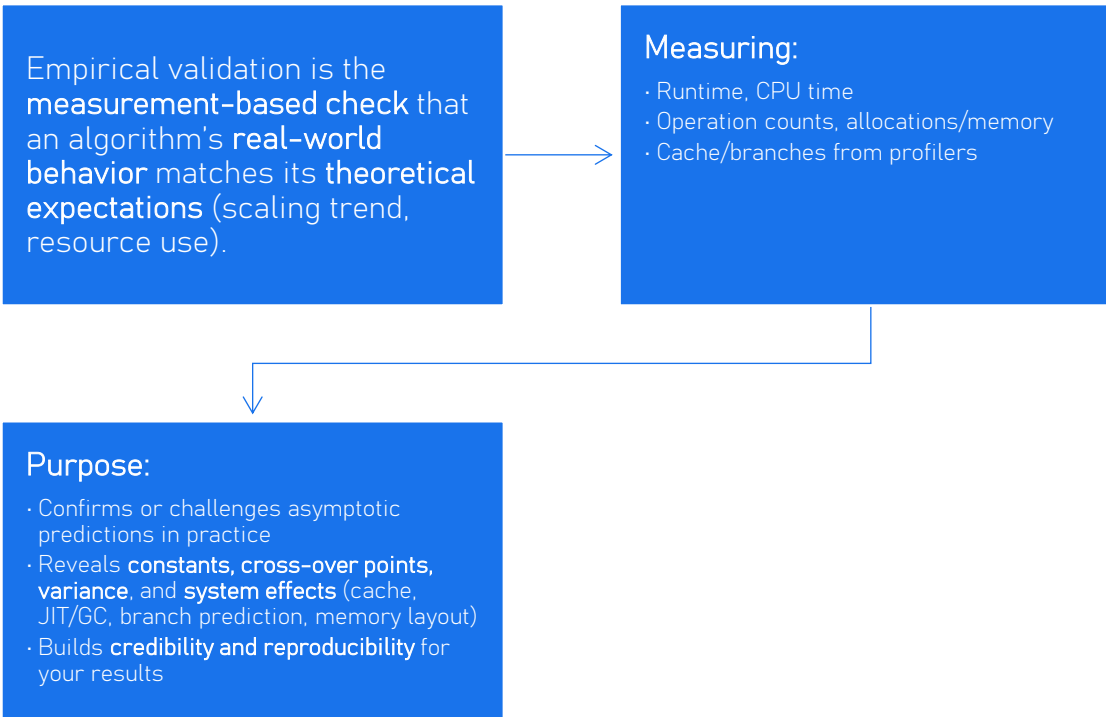 Empirical validation is the
measurement-based check that
an algorithm's real-world
behavior matches its theoretical
expectations (scaling trend,
resource use).
Measuring:
· Runtime, CPU time
· Operation counts, allocations/memory
· Cache/branches from profilers
Purpose:
· Confirms or challenges asymptotic
predictions in practice
· Reveals constants, cross-over points,
variance, and system effects (cache,
JIT/GC, branch prediction, memory layout)
· Builds credibility and reproducibility for
your results